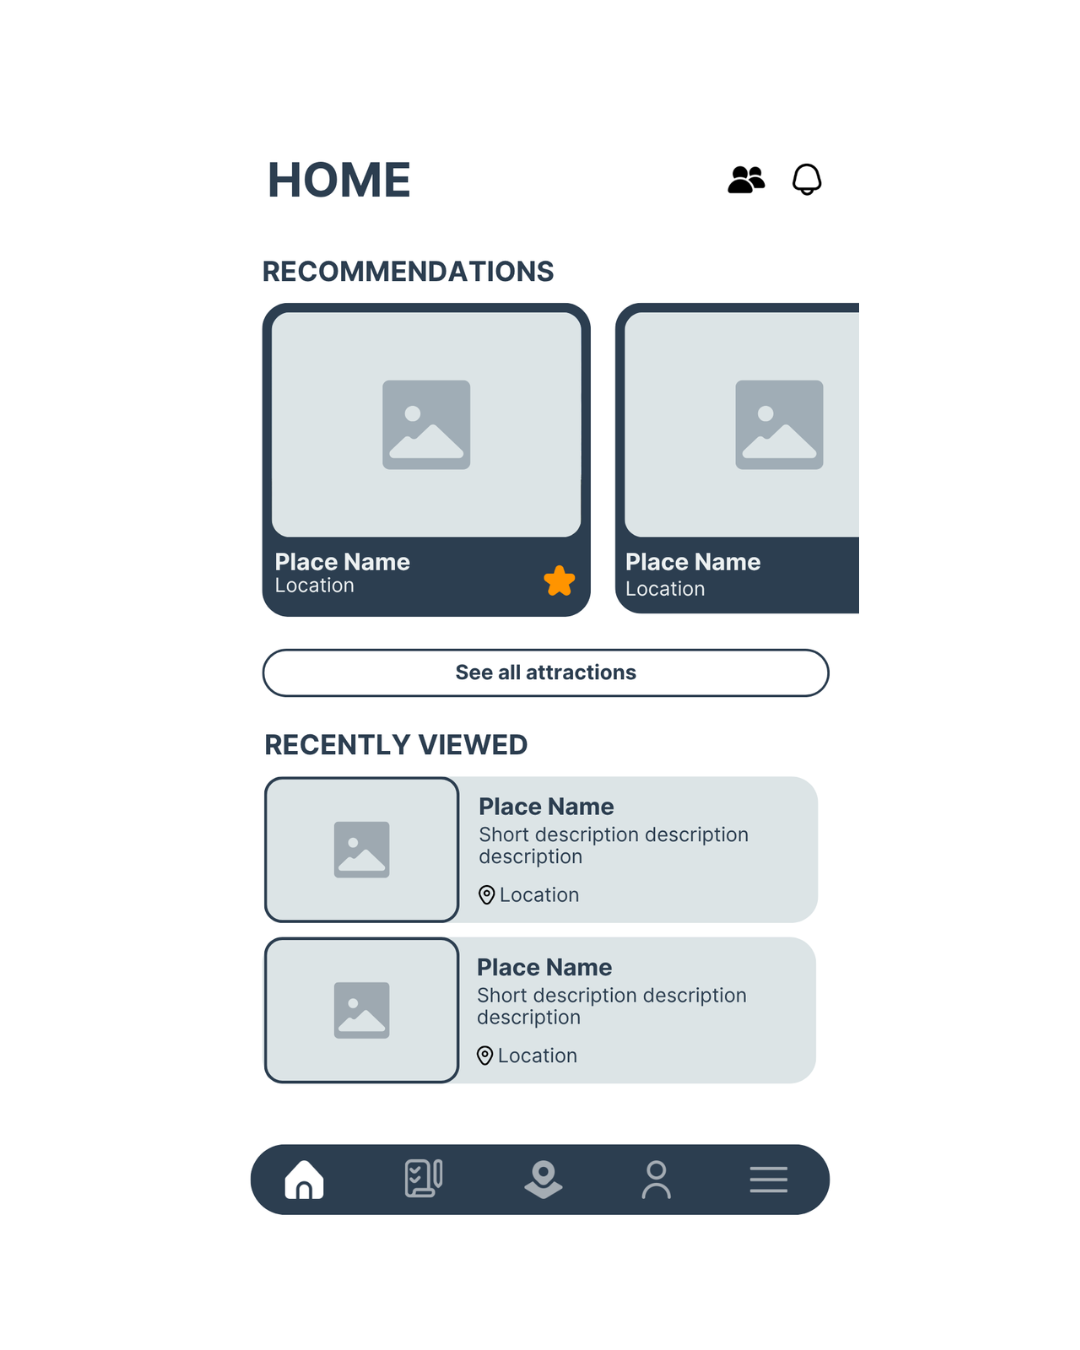 HOME
RECOMMENDATIONS
Place Name
Location
Place Name
Location
See all attractions
RECENTLY VIEWED
Place Name
Short description description
description
Location
Place Name
Short description description
description
Location